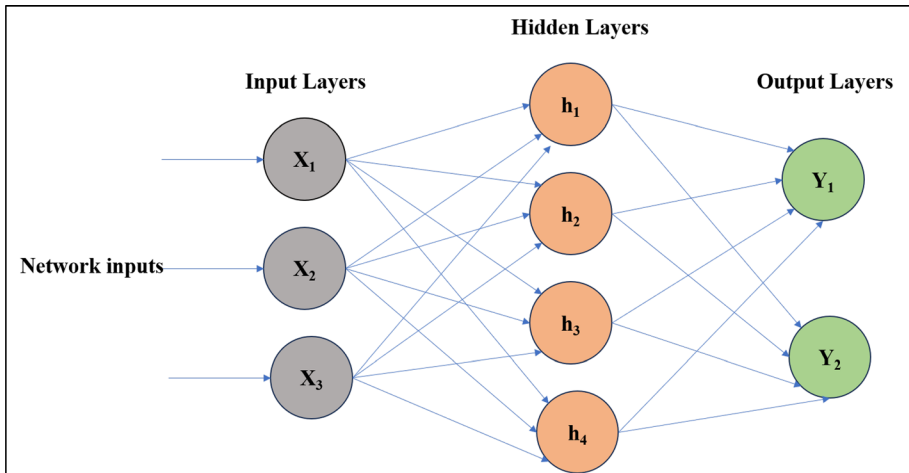 Hidden Layers
Input Layers
Output Layers
Network inputs
X₁
X₂
X₃
h₁
h₂
h₃
h₄
Y₁
Y₂